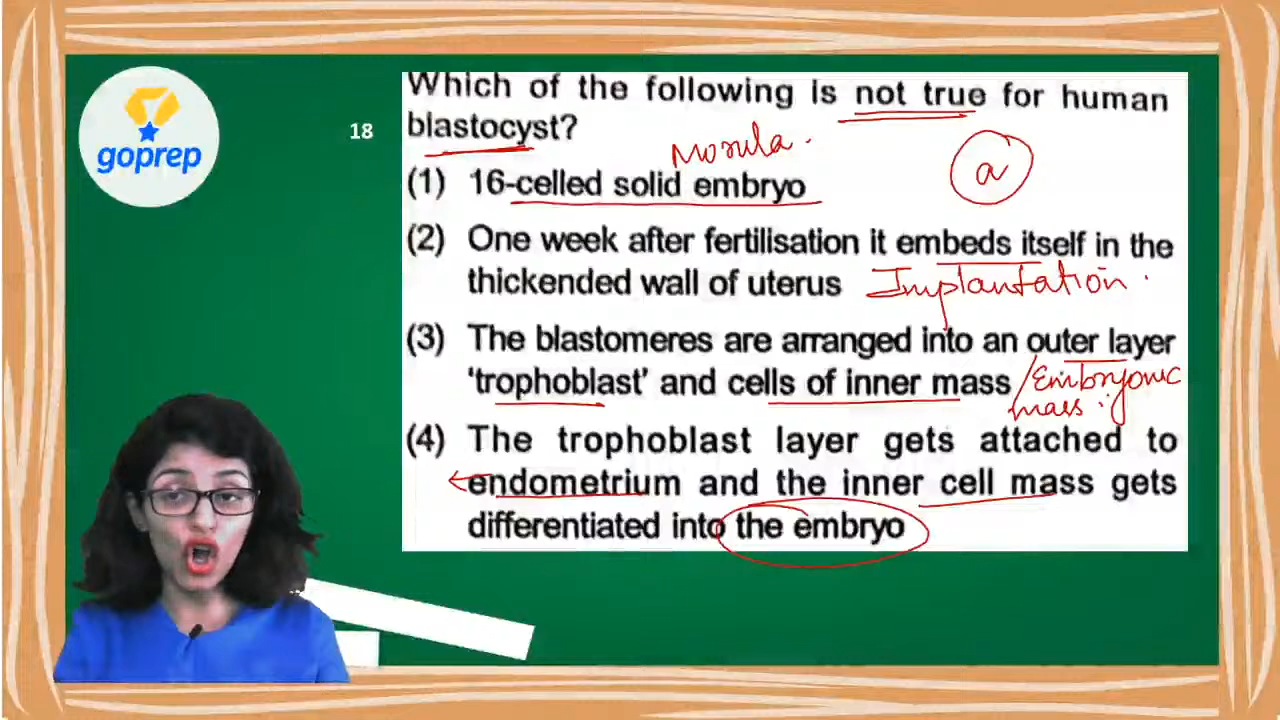 goprep
18
Which of the following is not true for human
blastocyst?
Morula.
(1) 16-celled solid embryo
a
(2) One week after fertilisation it embeds itself in the
thickended wall of uterus
Implantation.
(3) The blastomeres are arranged into an outer layer
'trophoblast' and cells of inner mass
/Embryonic
mass.
(4) The trophoblast layer gets attached to
endometrium and the inner cell mass gets
differentiated into the embryo